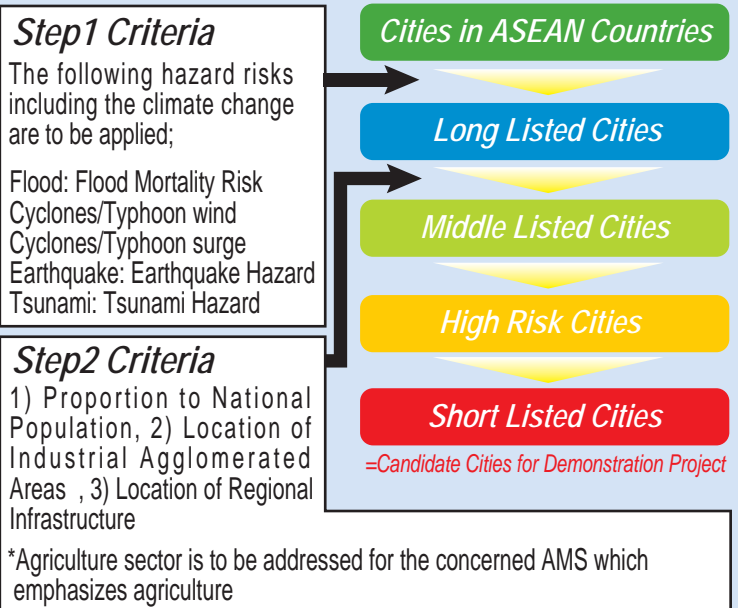 Step1 Criteria
The following hazard risks
including the climate change
are to be applied;
Flood: Flood Mortality Risk
Cyclones/Typhoon wind
Cyclones/Typhoon surge
Earthquake: Earthquake Hazard
Tsunami: Tsunami Hazard
Step2 Criteria
1) Proportion to National
Population, 2) Location of
Industrial Agglomerated
Areas , 3) Location of Regional
Infrastructure
*Agriculture sector is to be addressed for the concerned AMS which
emphasizes agriculture
Cities in ASEAN Countries
Long Listed Cities
Middle Listed Cities
High Risk Cities
Short Listed Cities
=Candidate Cities for Demonstration Project